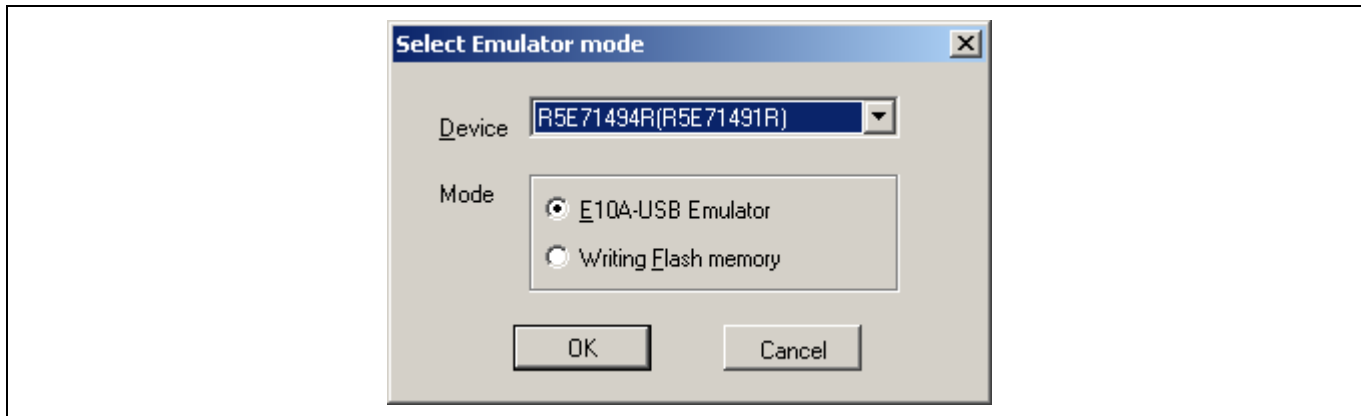 Select Emulator mode
Device R5E71494R(R5E71491R)
Mode
E10A-USB Emulator
Writing Flash memory
OK Cancel